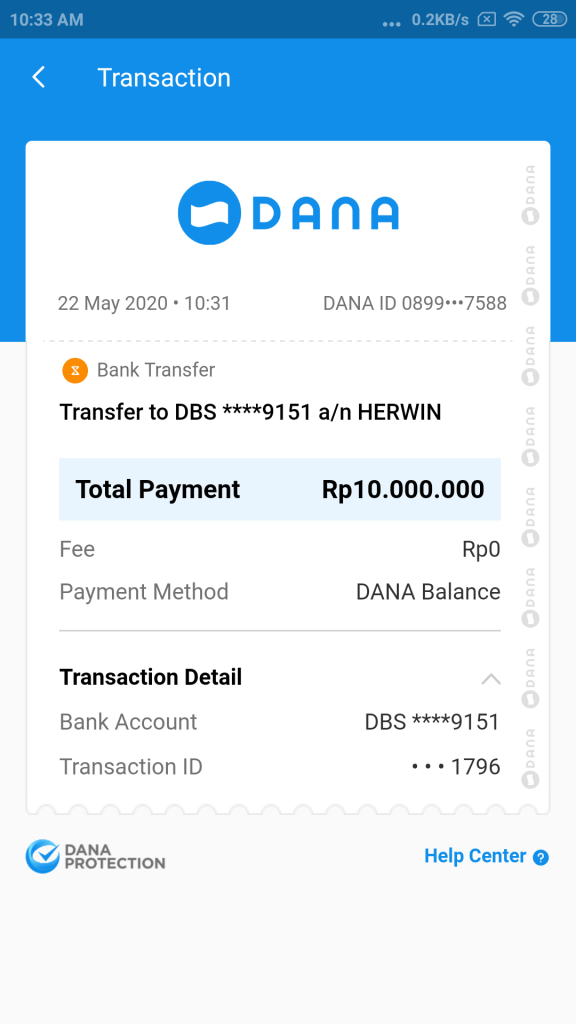 10:33 AM ... 0.2KB/s 28
Transaction
DANA
22 May 2020 • 10:31 DANA ID 0899•••7588
Bank Transfer
Transfer to DBS ****9151 a/n HERWIN
Total Payment Rp10.000.000
Fee Rp0
Payment Method DANA Balance
Transaction Detail
Bank Account DBS ****9151
Transaction ID • • • 1796
DANA
DANA
DANA
DANA
DANA
DANA
DANA
DANA
DANA
PROTECTION
Help Center ?